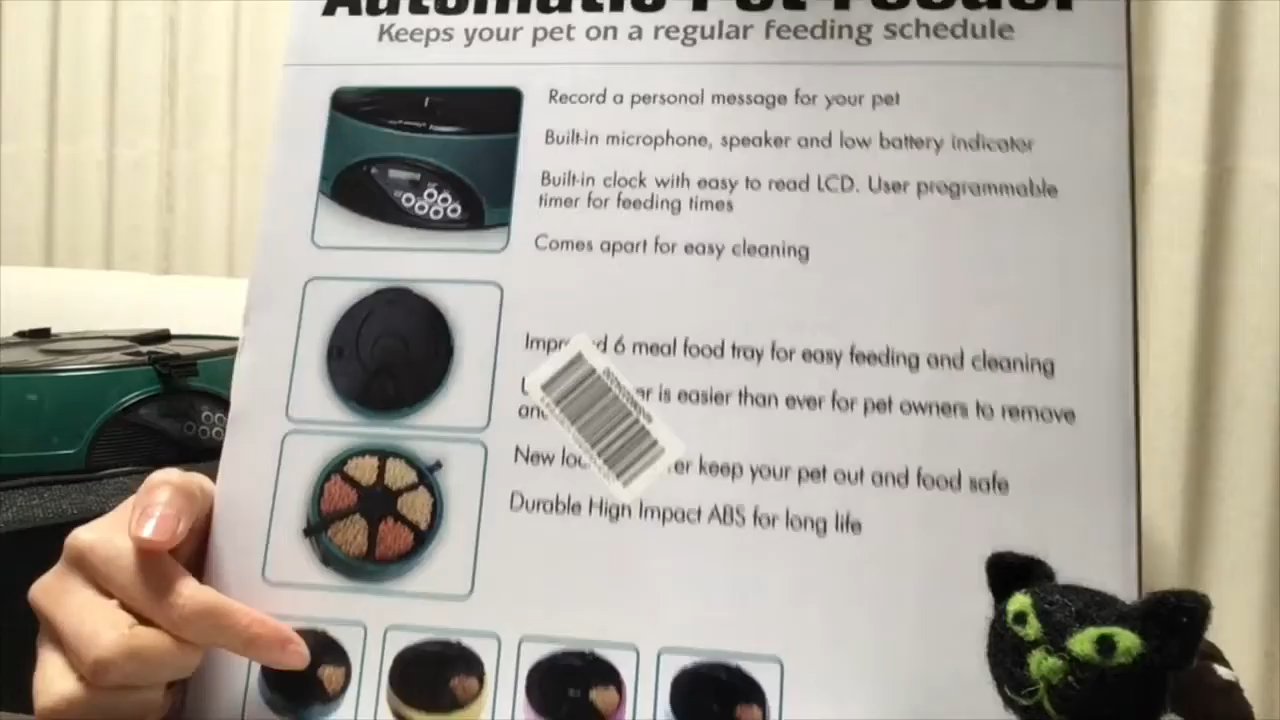 Automatic Pet Feeder
Keeps your pet on a regular feeding schedule
Record a personal message for your pet
Built-in microphone, speaker and low battery indicator
Built-in clock with easy to read LCD. User programmable
timer for feeding times
Comes apart for easy cleaning
6 meal food tray for easy feeding and cleaning
is easier than ever for pet owners to remove
New keep your pet out and food safe
Durable High Impact ABS for long life